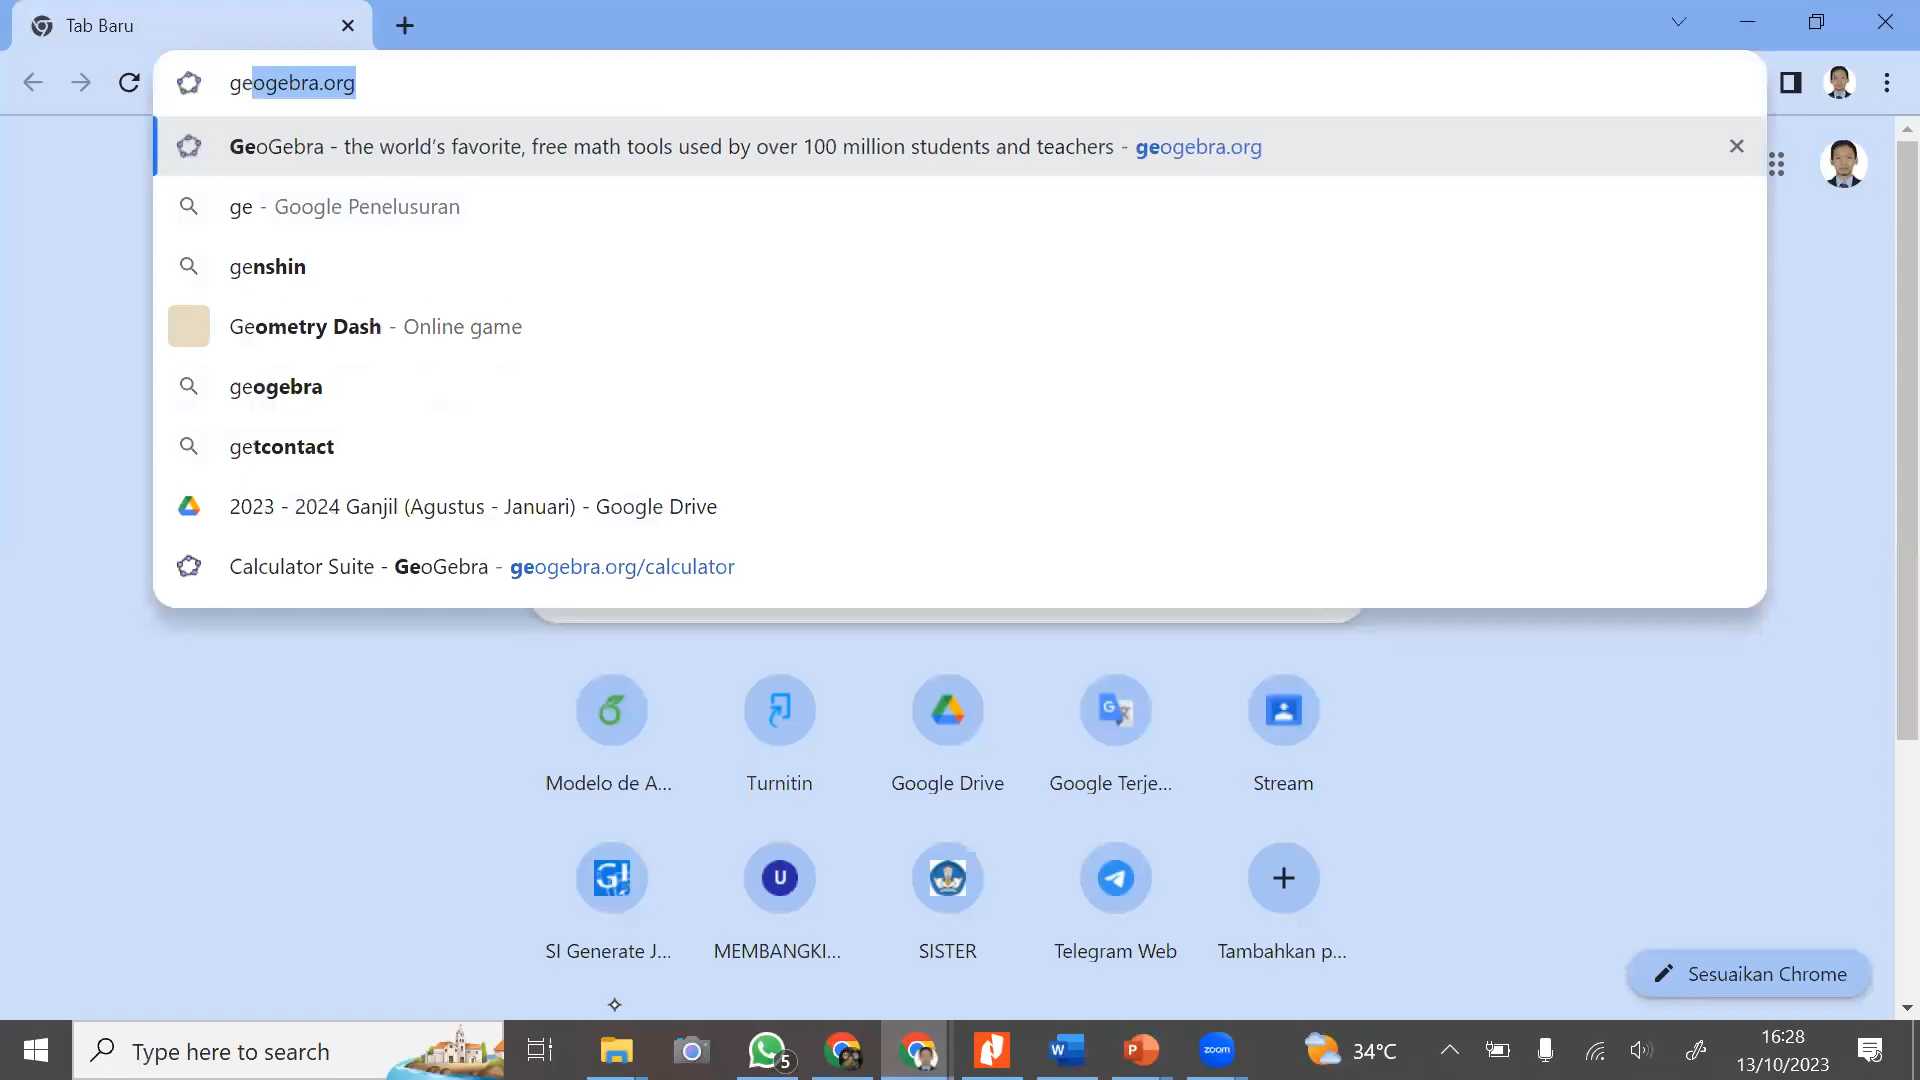 Tab Baru
geogebra.org
GeoGebra - the world's favorite, free math tools used by over 100 million students and teachers - geogebra.org
ge - Google Penelusuran
genshin
Geometry Dash - Online game
geogebra
getcontact
2023 - 2024 Ganjil (Agustus - Januari) - Google Drive
Calculator Suite - GeoGebra - geogebra.org/calculator
Modelo de A...
Turnitin
Google Drive
Google Terje...
Stream
SI Generate J...
MEMBANGKI...
SISTER
Telegram Web
Tambahkan p...
Sesuaikan Chrome
Type here to search
5
zoom
34°C
16:28
13/10/2023